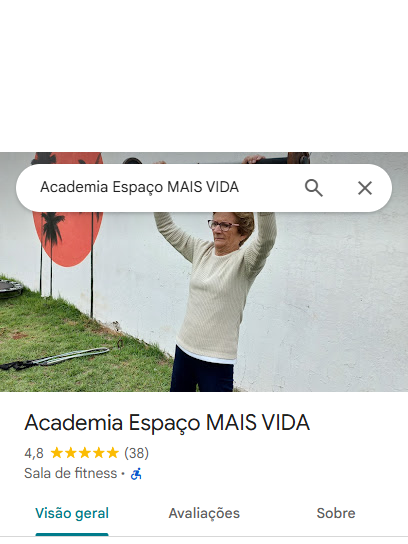 Academia Espaço MAIS VIDA
Academia Espaço MAIS VIDA
4,8 ★★★★★ (38)
Sala de fitness ·
Visão geral Avaliações Sobre